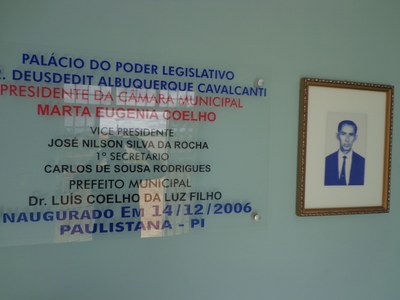 PALÁCIO DO PODER LEGISLATIVO
R. DEUSDEDIT ALBUQUERQUE CAVALCANTI
PRESIDENTE DA CÂMARA MUNICIPAL
MARTA EUGENIA COELHO
VICE PRESIDENTE
JOSÉ NILSON SILVA DA ROCHA
1º SECRETÁRIO
CARLOS DE SOUSA RODRIGUES
PREFEITO MUNICIPAL
Dr. LUÍS COELHO DA LUZ FILHO
INAUGURADO EM 14/12/2006
PAULISTANA - PI